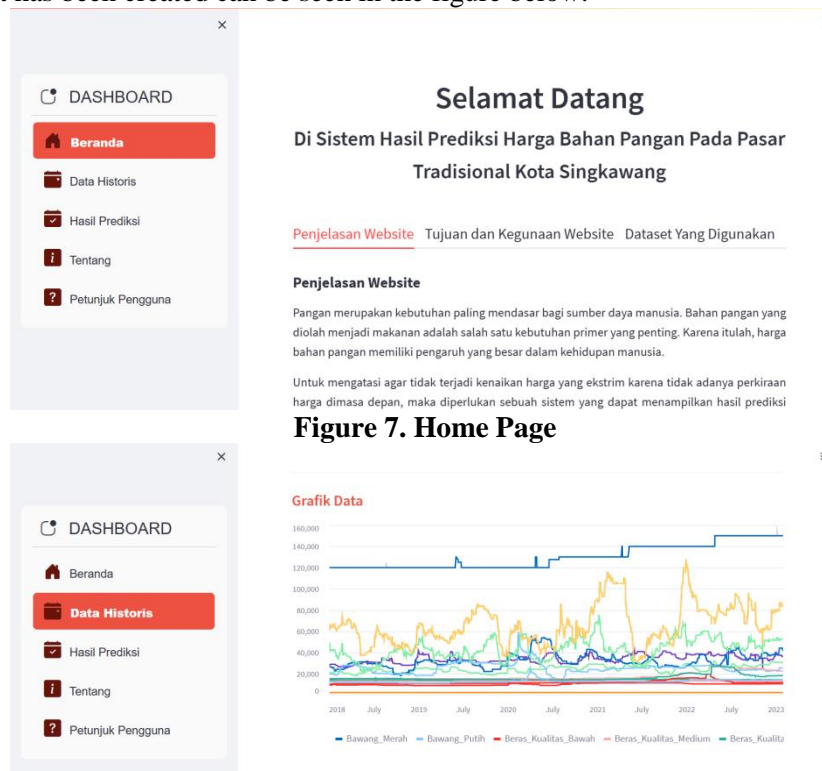 has been created can be seen in the figure below.
×
DASHBOARD
Beranda
Data Historis
Hasil Prediksi
Tentang
Petunjuk Pengguna
Selamat Datang
Di Sistem Hasil Prediksi Harga Bahan Pangan Pada Pasar
Tradisional Kota Singkawang
Penjelasan Website Tujuan dan Kegunaan Website Dataset Yang Digunakan
Penjelasan Website
Pangan merupakan kebutuhan paling mendasar bagi sumber daya manusia. Bahan pangan yang
diolah menjadi makanan adalah salah satu kebutuhan primer yang penting. Karena itulah, harga
bahan pangan memiliki pengaruh yang besar dalam kehidupan manusia.
Untuk mengatasi agar tidak terjadi kenaikan harga yang ekstrim karena tidak adanya perkiraan
harga dimasa depan, maka diperlukan sebuah sistem yang dapat menampilkan hasil prediksi
Figure 7. Home Page
×
DASHBOARD
Beranda
Data Historis
Hasil Prediksi
Tentang
Petunjuk Pengguna
Grafik Data
160,000
140,000
120,000
100,000
80,000
60,000
40,000
20,000
0
2018 July 2019 July 2020 July 2021 July 2022 July 2023
Bawang_Merah Bawang_Putih Beras_Kualitas_Bawah Beras_Kualitas_Medium Beras_Kualita